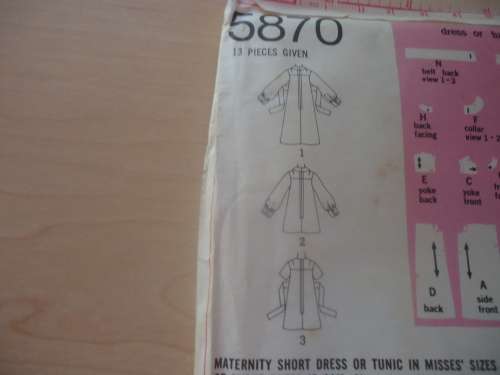 5870
13 PIECES GIVEN
1
2
3
dress or
N
belt back
view 1-3
H
back
facing
F
collar
view 1-2
E
yoke
back
C
yoke
front
D
back
A
side
front
MATERNITY SHORT DRESS OR TUNIC IN MISSES' SIZES